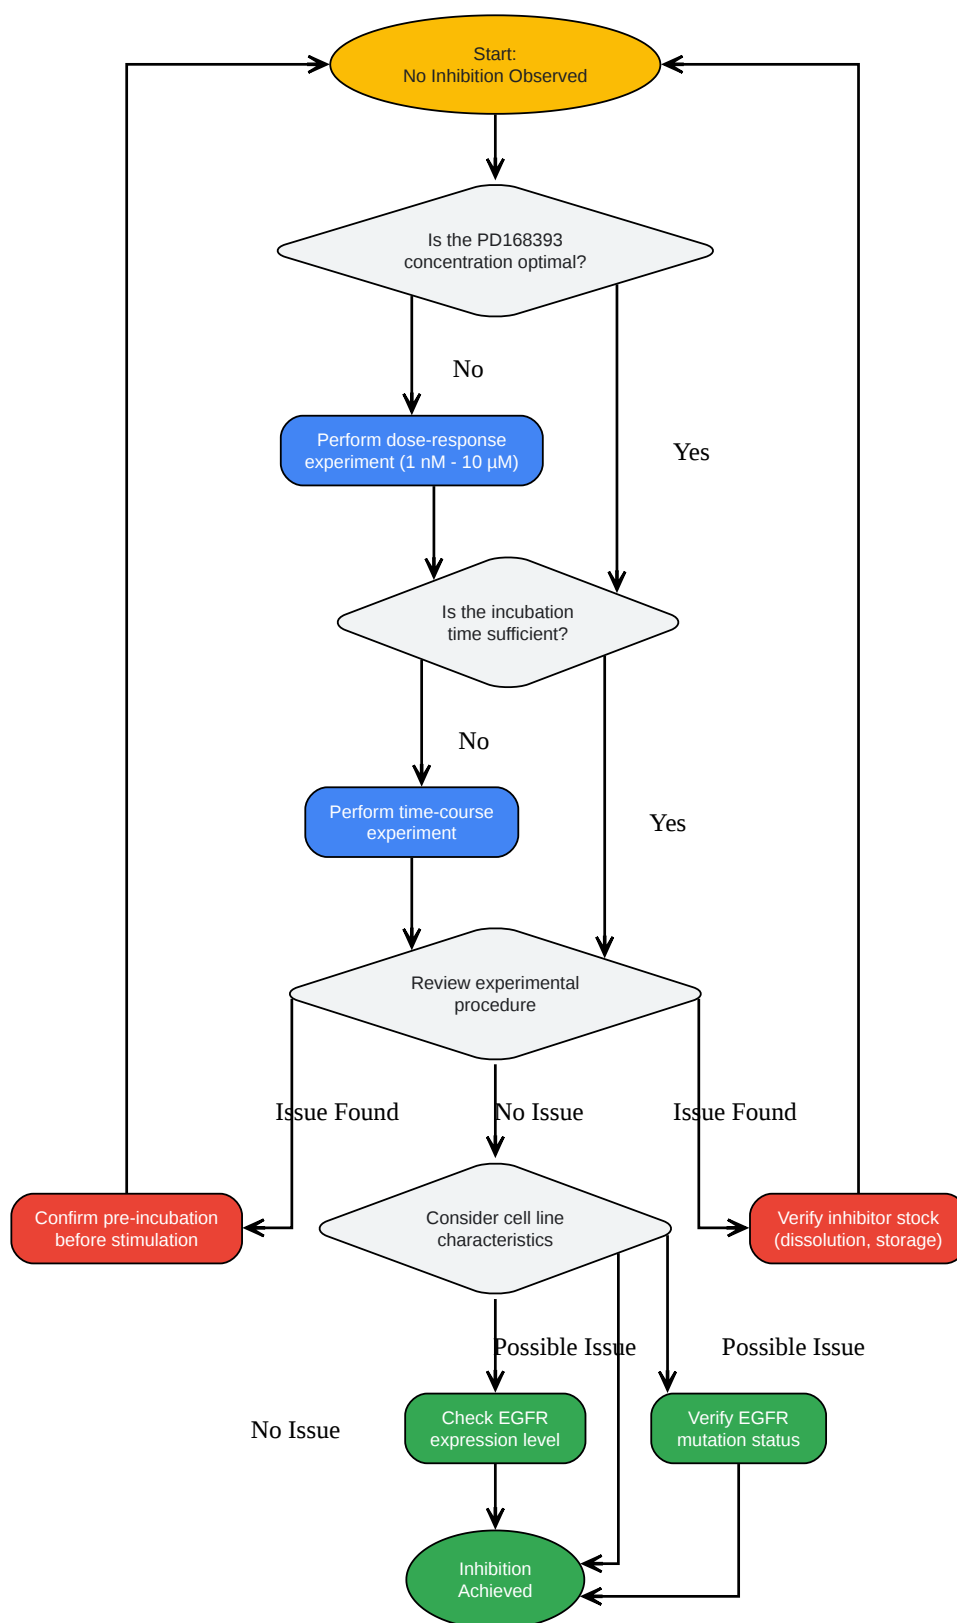 Start:
No Inhibition Observed
Is the PD168393
concentration optimal?
No
Perform dose-response
experiment (1 nM - 10 µM)
Yes
Is the incubation
time sufficient?
No
Perform time-course
experiment
Yes
Review experimental
procedure
Issue Found
No Issue
Issue Found
Confirm pre-incubation
before stimulation
Consider cell line
characteristics
Verify inhibitor stock
(dissolution, storage)
Possible Issue
Possible Issue
No Issue
Check EGFR
expression level
Verify EGFR
mutation status
Inhibition
Achieved